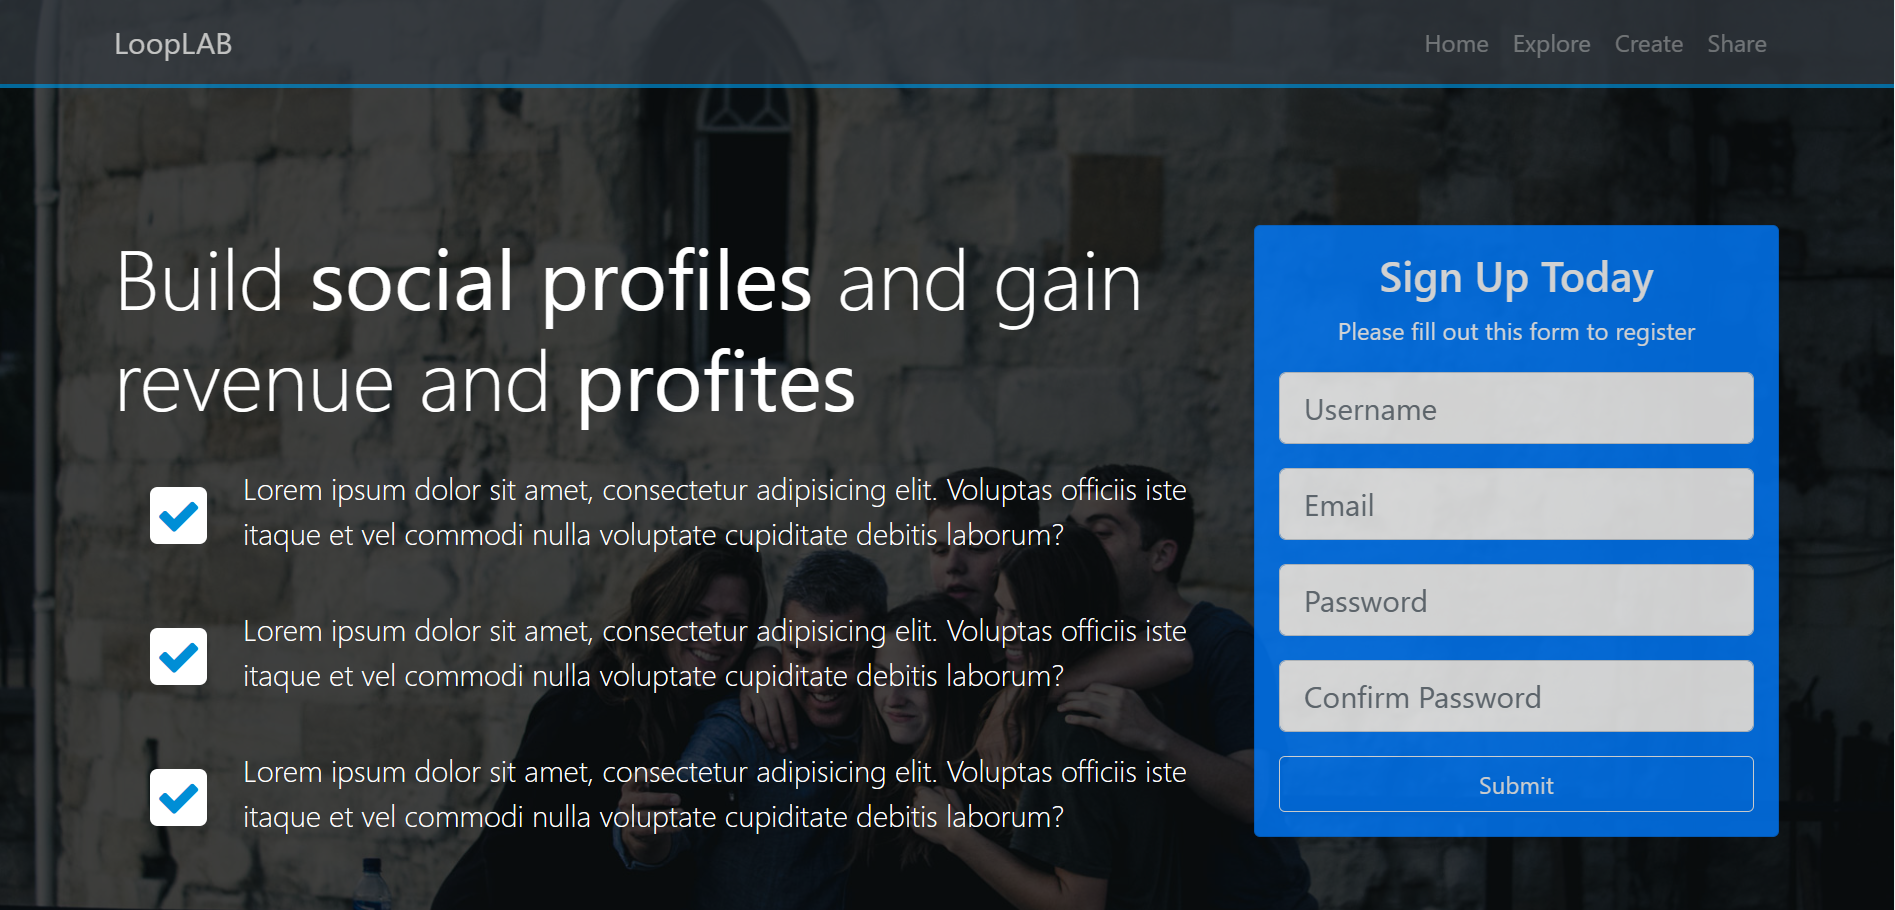 LoopLAB
Home Explore Create Share
Build social profiles and gain
revenue and profites
Lorem ipsum dolor sit amet, consectetur adipisicing elit. Voluptas officiis iste
itaque et vel commodi nulla voluptate cupiditate debitis laborum?
Lorem ipsum dolor sit amet, consectetur adipisicing elit. Voluptas officiis iste
itaque et vel commodi nulla voluptate cupiditate debitis laborum?
Lorem ipsum dolor sit amet, consectetur adipisicing elit. Voluptas officiis iste
itaque et vel commodi nulla voluptate cupiditate debitis laborum?
Sign Up Today
Please fill out this form to register
Username
Email
Password
Confirm Password
Submit